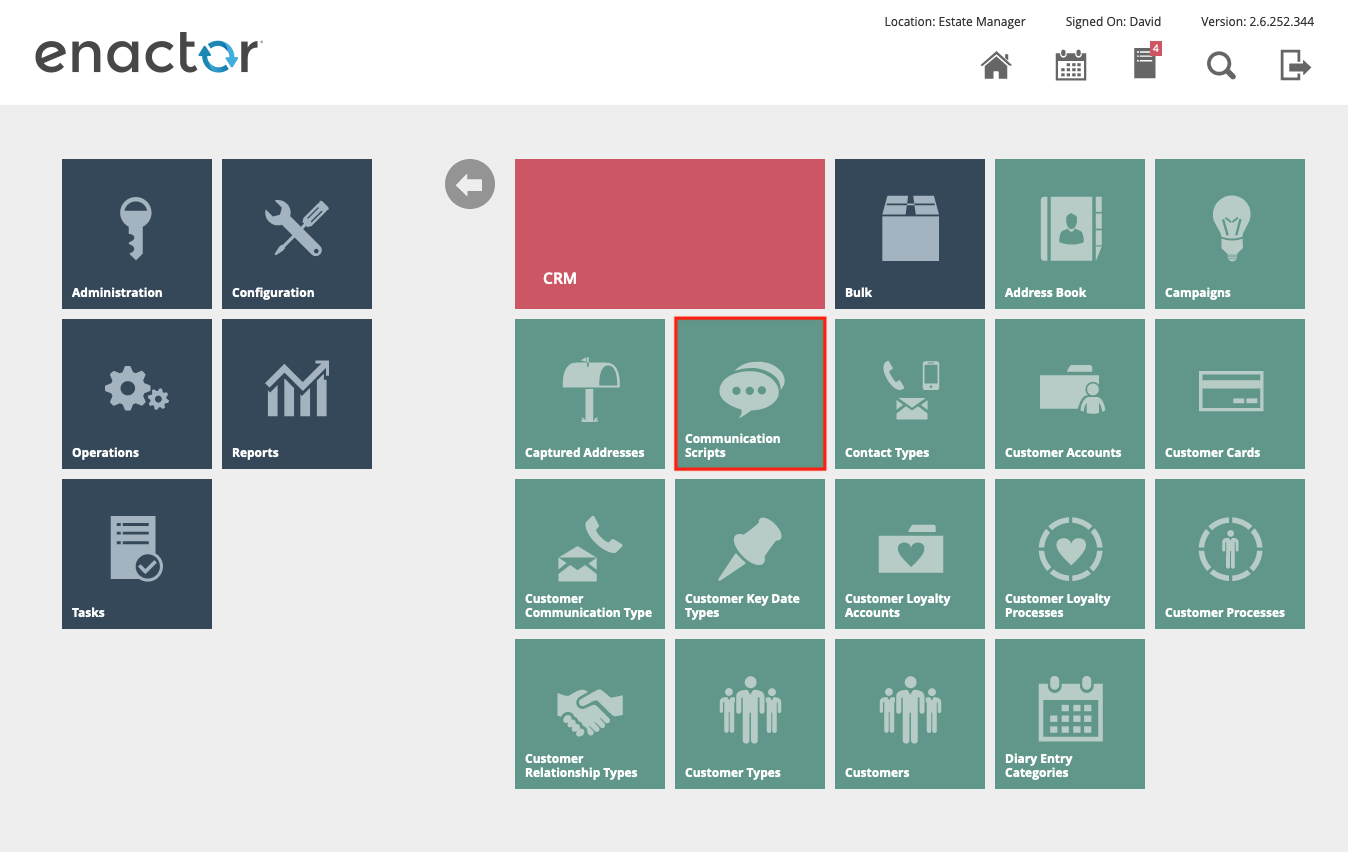 Location: Estate Manager Signed On: David Version: 2.6.252.344
enactor
4
Administration
Configuration
CRM
Bulk
Address Book
Campaigns
Operations
Reports
Captured Addresses
Communication
Scripts
Contact Types
Customer Accounts
Customer Cards
Tasks
Customer
Communication Type
Customer Key Date
Types
Customer Loyalty
Accounts
Customer Loyalty
Processes
Customer Processes
Customer
Relationship Types
Customer Types
Customers
Diary Entry
Categories